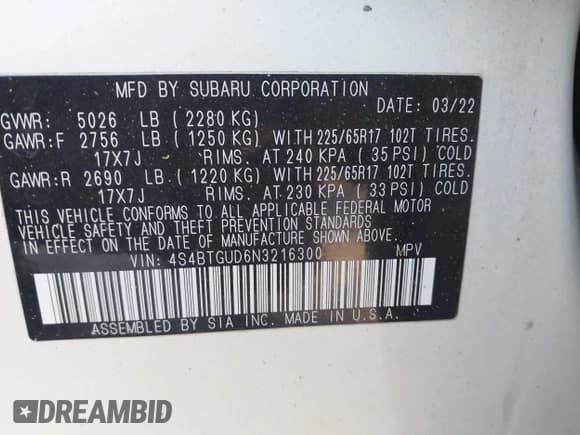 MFD BY SUBARU CORPORATION
DATE: 03/22
GVWR: 5026 LB (2280 KG)
GAWR:F 2756 LB (1250 KG) WITH 225/65R17 102T TIRES.
17X7J RIMS. AT 240 KPA (35 PSI) COLD
GAWR:R 2690 LB (1220 KG) WITH 225/65R17 102T TIRES.
17X7J RIMS. AT 230 KPA (33 PSI) COLD
THIS VEHICLE CONFORMS TO ALL APPLICABLE FEDERAL MOTOR
VEHICLE SAFETY AND THEFT PREVENTION STANDARDS
IN EFFECT ON THE DATE OF MANUFACTURE SHOWN ABOVE.
VIN: 4S4BTGUD6N3216300 MPV
ASSEMBLED BY SIA INC. MADE IN U.S.A.
DREAMBID